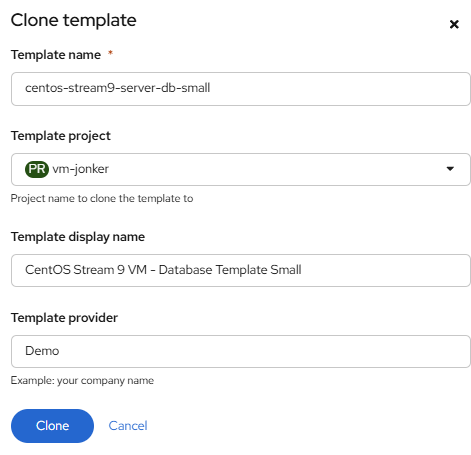 Clone template
Template name *
centos-stream9-server-db-small
Template project
PR vm-jonker
Project name to clone the template to
Template display name
CentOS Stream 9 VM - Database Template Small
Template provider
Demo
Example: your company name
Clone Cancel